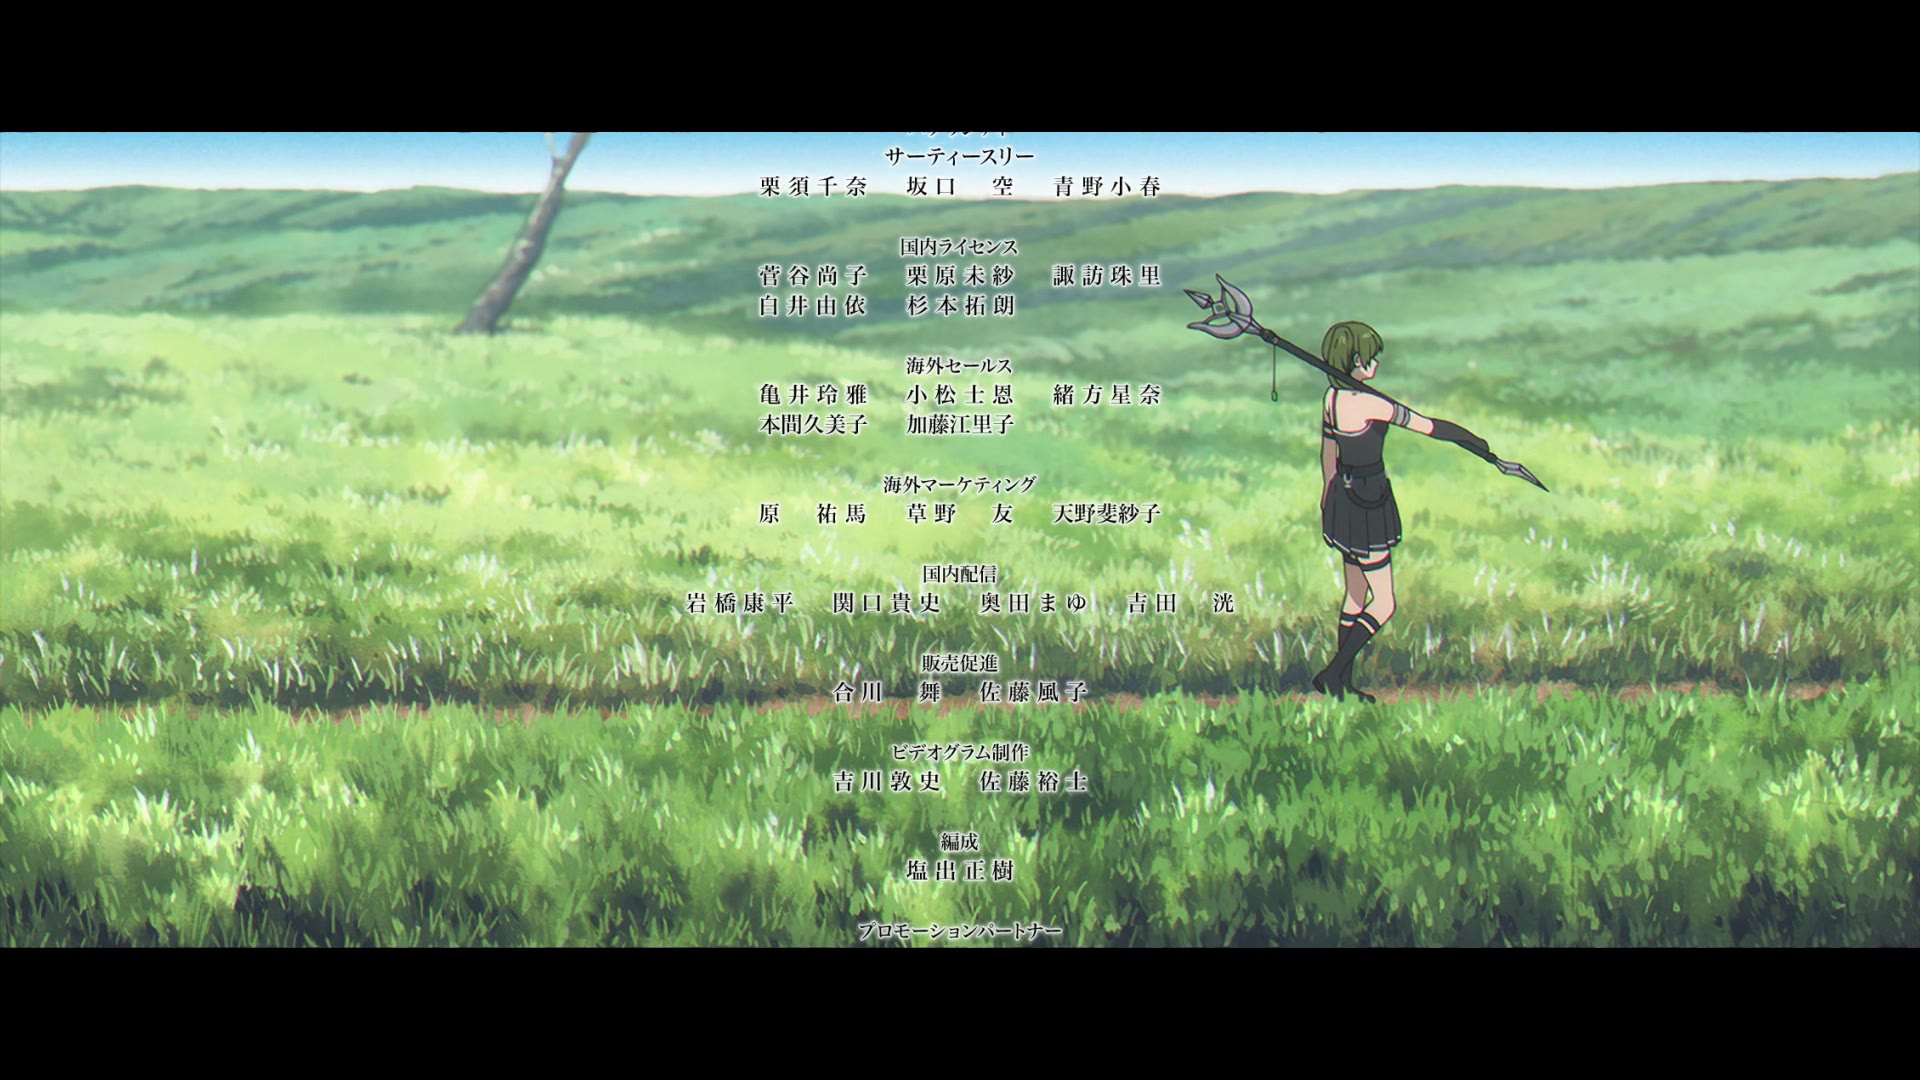 サーティースリー
栗須千奈 坂口 空 青野小春
国内ライセンス
菅谷尚子 栗原未紗 諏訪珠里
白井由依 杉本拓朗
海外セールス
亀井玲雅 小松士恩 緒方星奈
本間久美子 加藤江里子
海外マーケティング
原 祐馬 草野 友 天野斐紗子
国内配信
岩橋康平 関口貴史 奥田まゆ 吉田 洸
販売促進
合川 舞 佐藤風子
ビデオグラム制作
吉川敦史 佐藤裕士
編成
塩出正樹
プロモーションパートナー